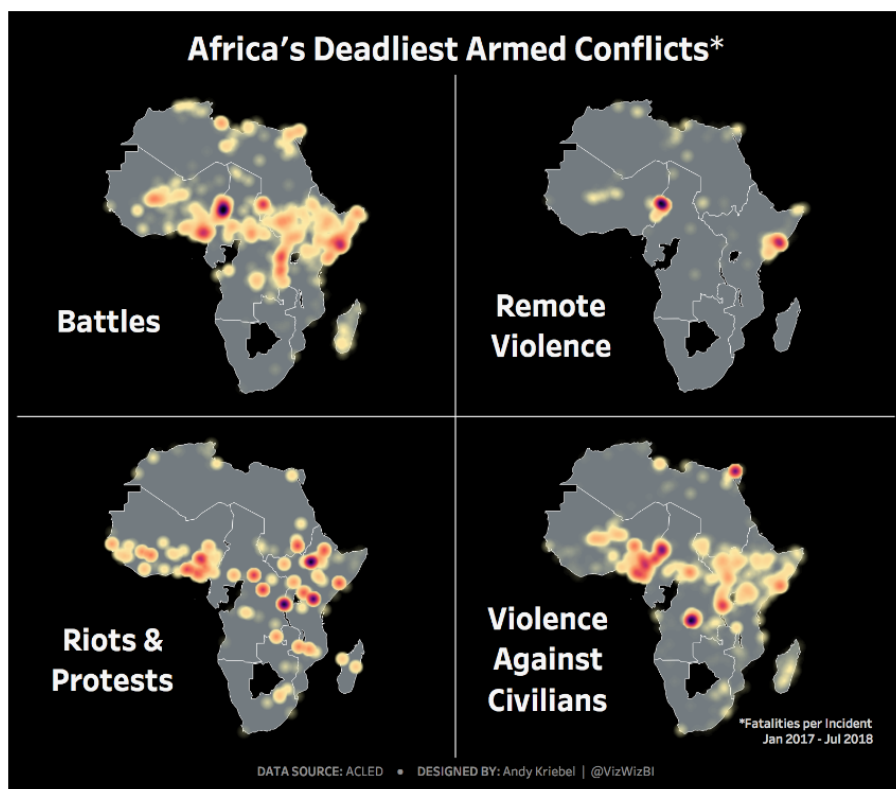 Africa's Deadliest Armed Conflicts*
Battles
Remote
Violence
Riots &
Protests
Violence
Against
Civilians
*Fatalities per Incident
Jan 2017 - Jul 2018
DATA SOURCE: ACLED ● DESIGNED BY: Andy Kriebel | @VizWizBI